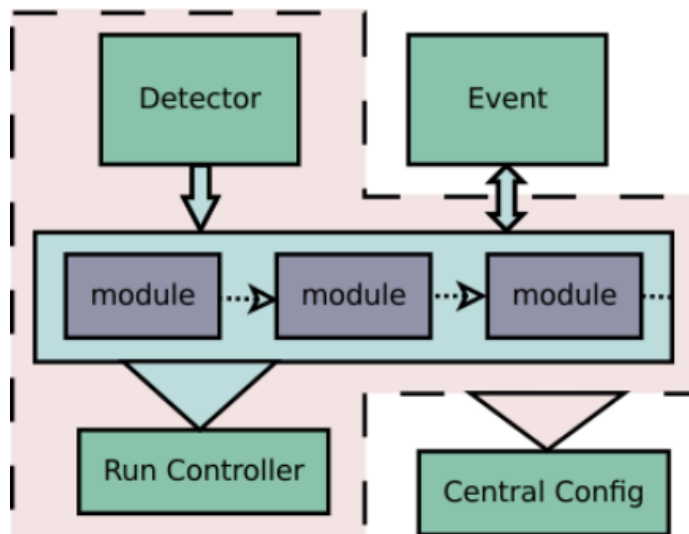 Detector
Event
module
module
module
Run Controller
Central Config